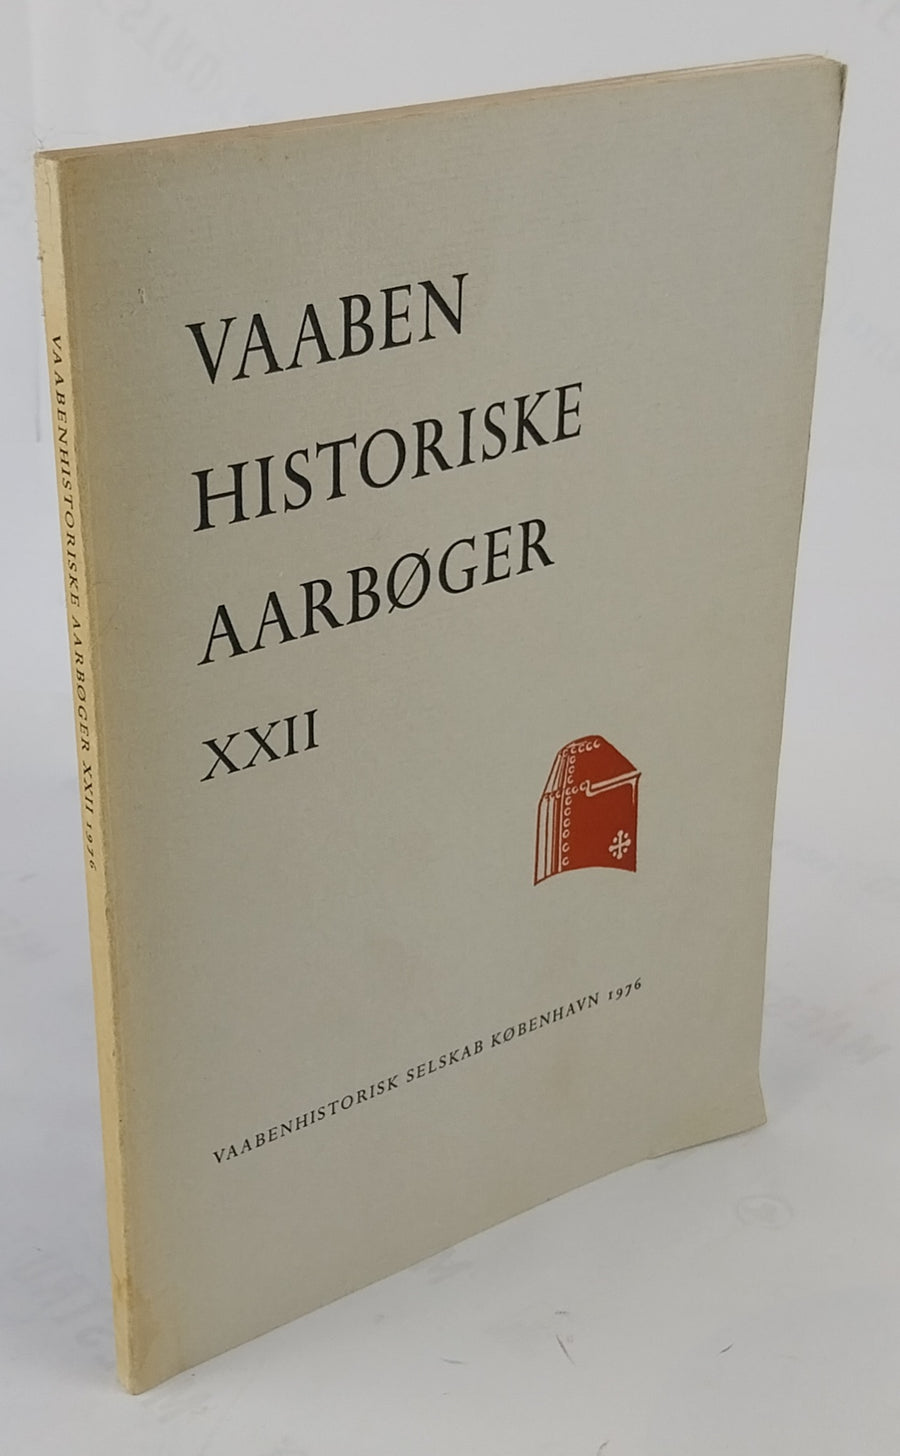 VAABEN
HISTORISKE
AARBØGER
XXII
VAABENHISTORISK SELSKAB KØBENHAVN 1976
VAABENHISTORISKE AARBØGER XXII 1976